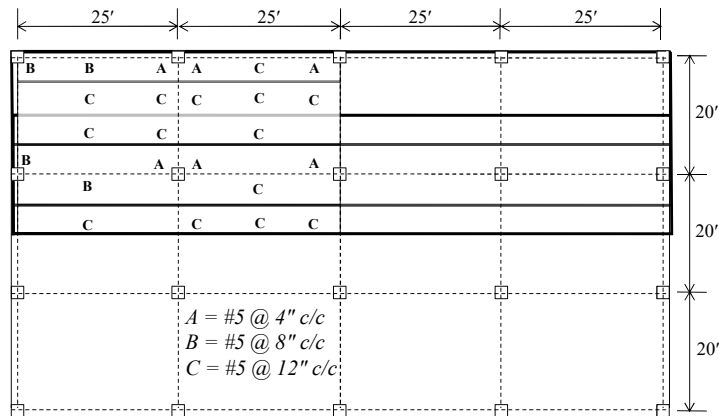 25′ 25′ 25′ 25′
B B A A C A
C C C C C
C C C
20′
B A A A
B C
C C C C
20′
A = #5 @ 4″ c/c
B = #5 @ 8″ c/c
C = #5 @ 12″ c/c
20′